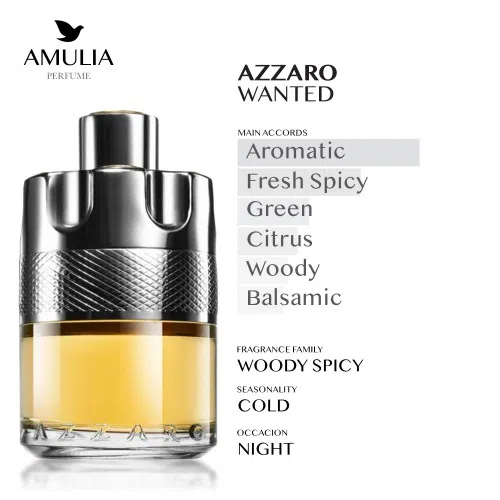 AMULIA
PERFUME
AZZARO
WANTED
MAIN ACCORDS
Aromatic
Fresh Spicy
Green
Citrus
Woody
Balsamic
FRAGRANCE FAMILY
WOODY SPICY
SEASONALITY
COLD
OCCACION
NIGHT
AZZARO